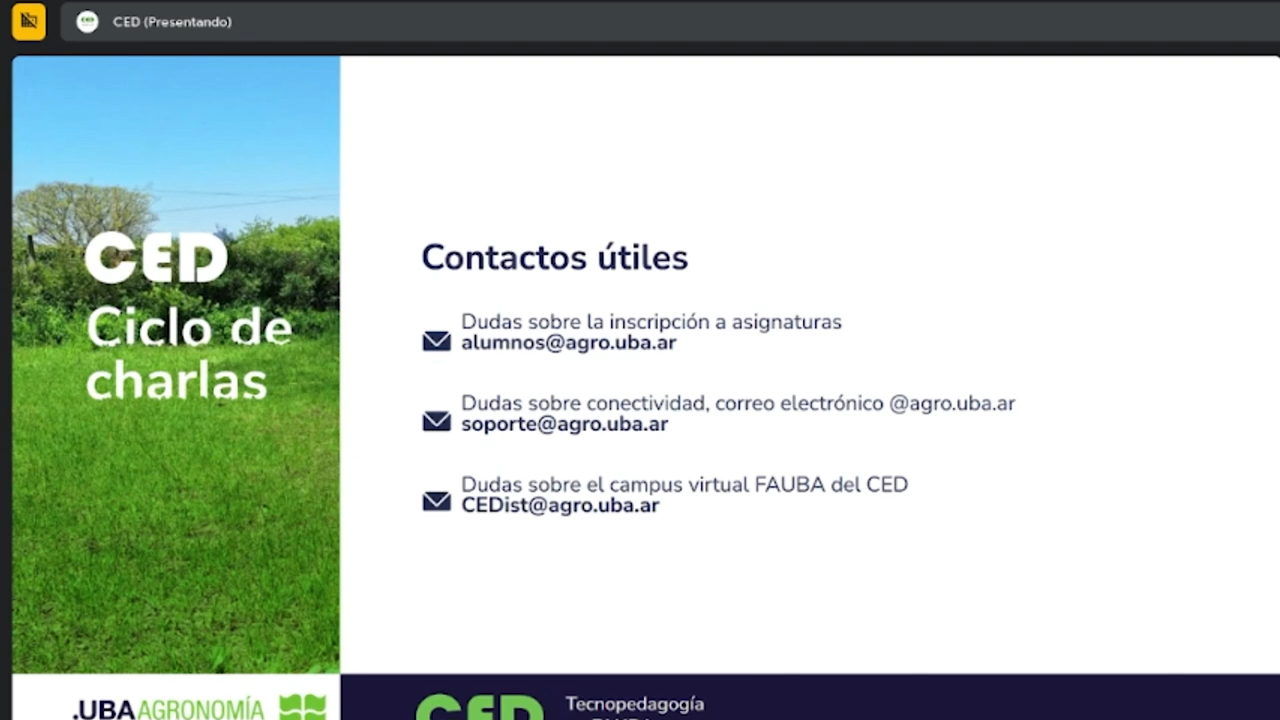 CED (Presentando)
CED
Ciclo de
charlas
Contactos útiles
Dudas sobre la inscripción a asignaturas
alumnos@agro.uba.ar
Dudas sobre conectividad, correo electrónico @agro.uba.ar
soporte@agro.uba.ar
Dudas sobre el campus virtual FAUBA del CED
CEDist@agro.uba.ar
.UBAAGRONOMÍA
CED
Tecnopedagogía